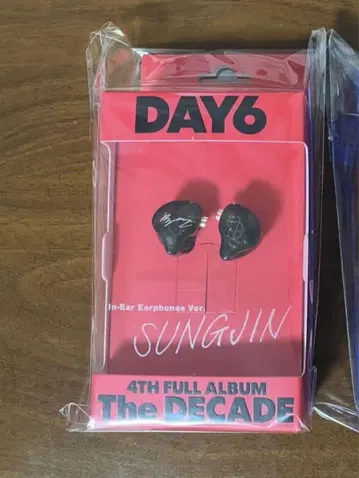 DAY6
In-Ear Earphones Ver.
SUNGJIN
4TH FULL ALBUM
The DECADE